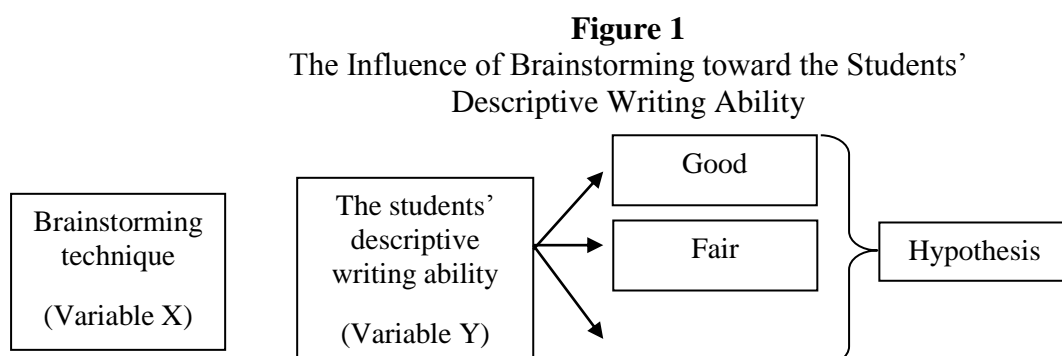 Figure 1
The Influence of Brainstorming toward the Students’
Descriptive Writing Ability
Brainstorming
technique
(Variable X)
The students’
descriptive
writing ability
(Variable Y)
Good
Fair
Hypothesis